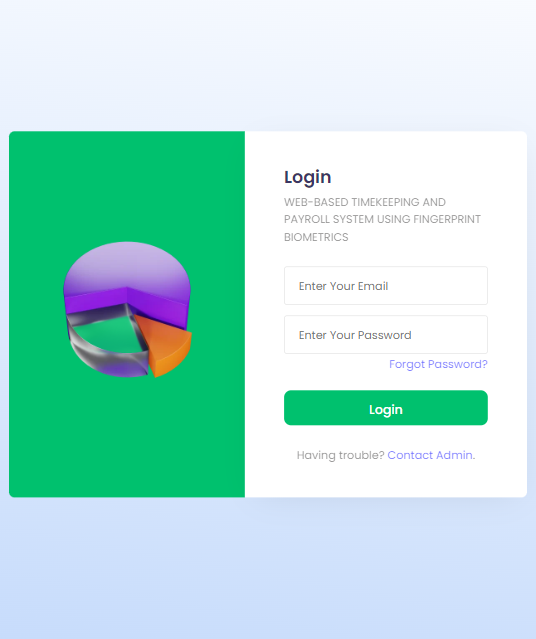 Login
WEB-BASED TIMEKEEPING AND
PAYROLL SYSTEM USING FINGERPRINT
BIOMETRICS
Enter Your Email
Enter Your Password
Forgot Password?
Login
Having trouble? Contact Admin.